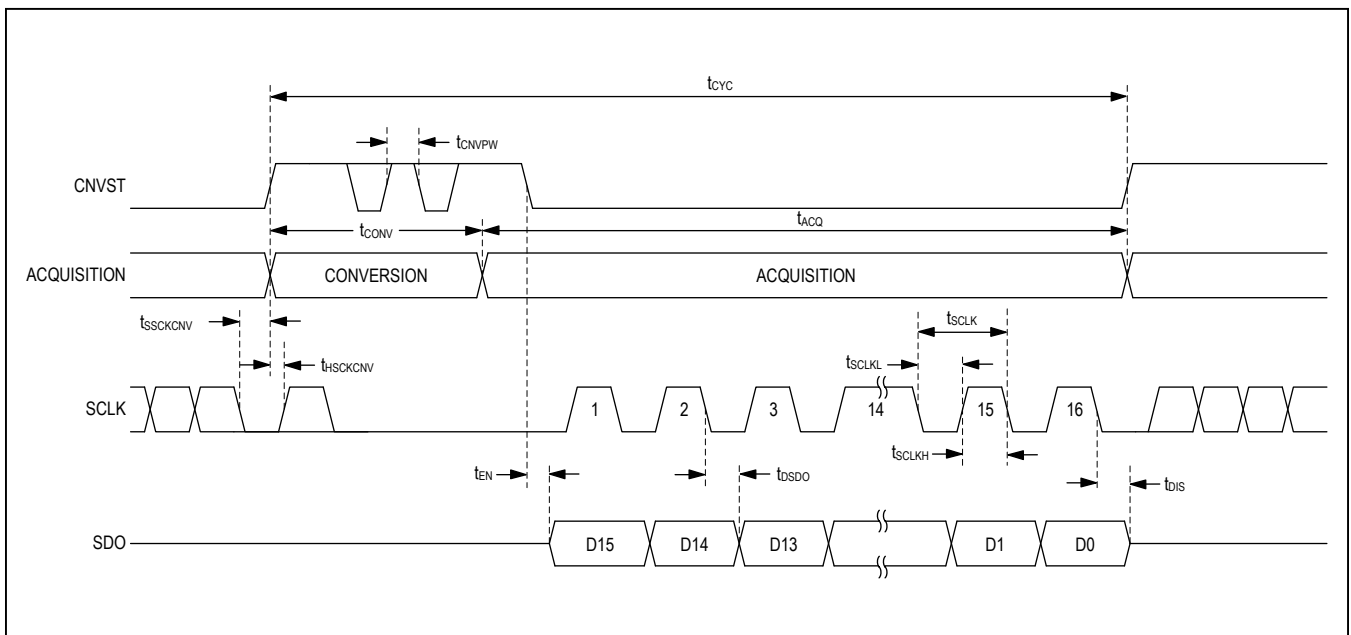 tCYC
tCNVPW
CNVST
tCONV
tACQ
ACQUISITION
CONVERSION
ACQUISITION
tSSCKCNV
tSCLK
tHSCKCNV
tSCLKL
SCLK
1
2
3
14
15
16
tEN
tDSDO
tSCLKH
tDIS
SDO
D15
D14
D13
D1
D0